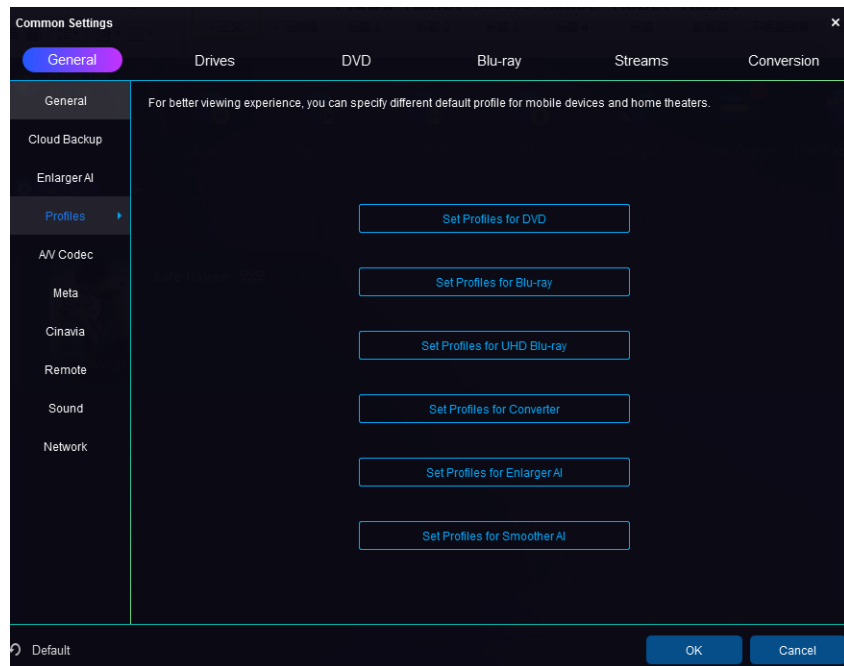 Common Settings
×
General Drives DVD Blu-ray Streams Conversion
General
Cloud Backup
Enlarger AI
Profiles
A/V Codec
Meta
Cinavia
Remote
Sound
Network
For better viewing experience, you can specify different default profile for mobile devices and home theaters.
Set Profiles for DVD
Set Profiles for Blu-ray
Set Profiles for UHD Blu-ray
Set Profiles for Converter
Set Profiles for Enlarger AI
Set Profiles for Smoother AI
Default
OK Cancel